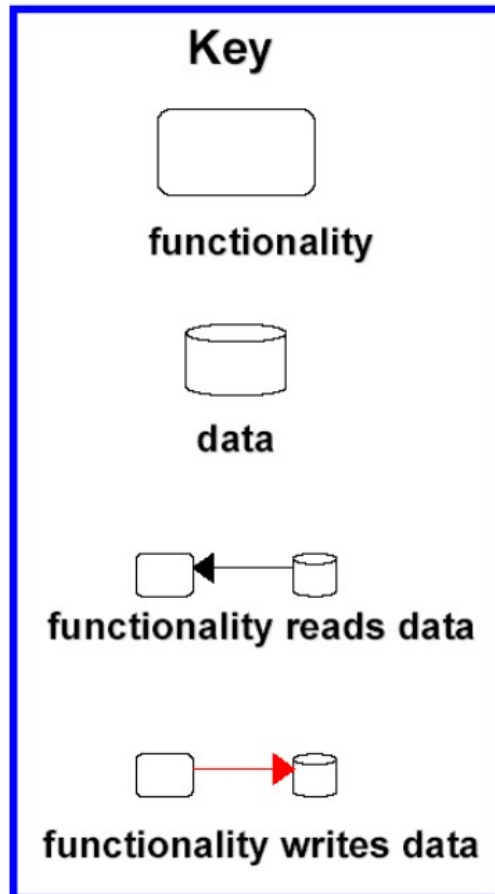 Key
functionality
data
functionality reads data
functionality writes data